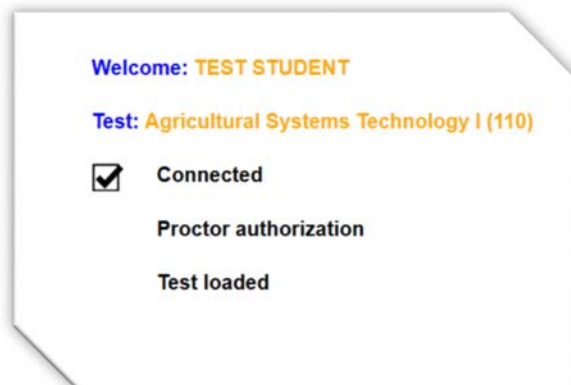 Welcome: TEST STUDENT
Test: Agricultural Systems Technology I (110)
Connected
Proctor authorization
Test loaded